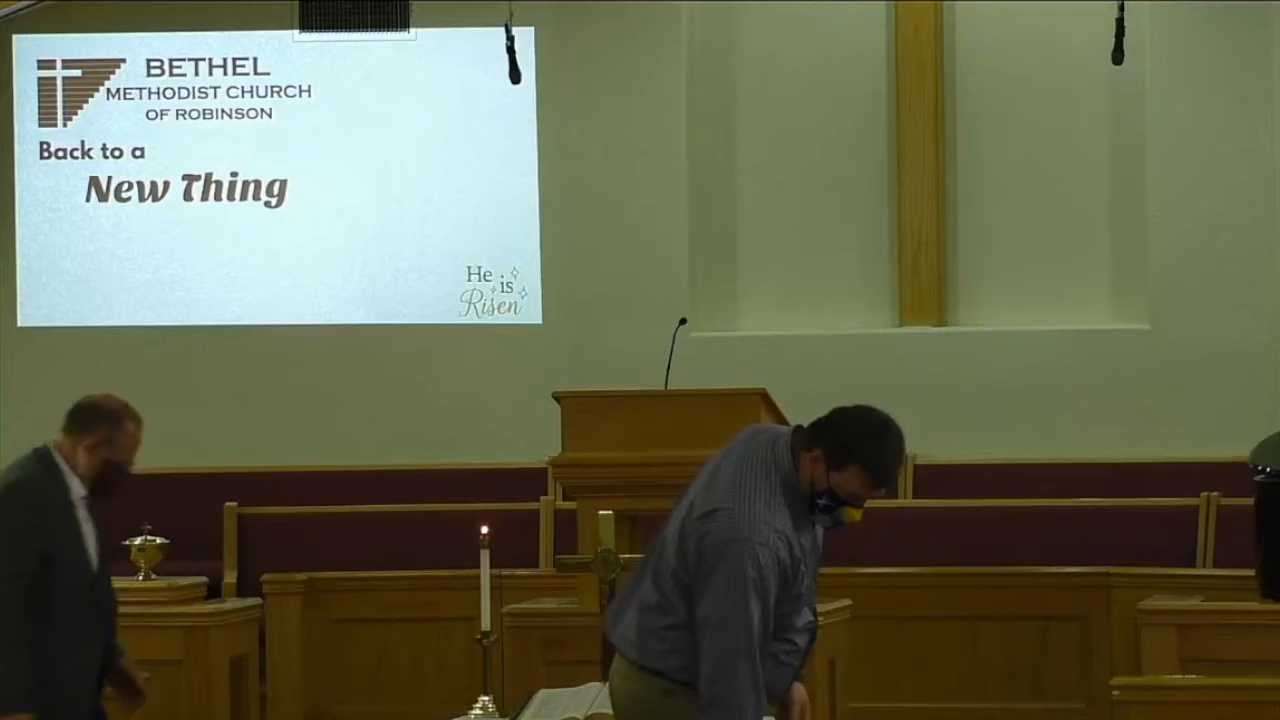 BETHEL
METHODIST CHURCH
OF ROBINSON
Back to a
New Thing
He is
Risen